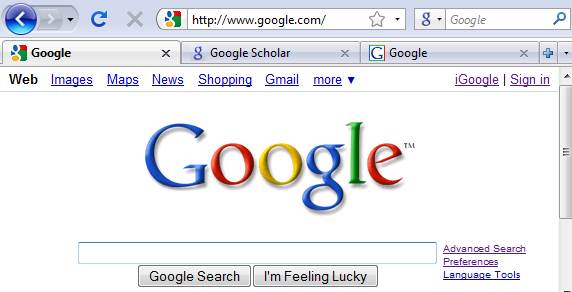 http://www.google.com/ g Google
Google g Google Scholar G Google
Web Images Maps News Shopping Gmail more ▼ iGoogle | Sign in
Google™
Advanced Search
Preferences
Language Tools
Google Search I'm Feeling Lucky